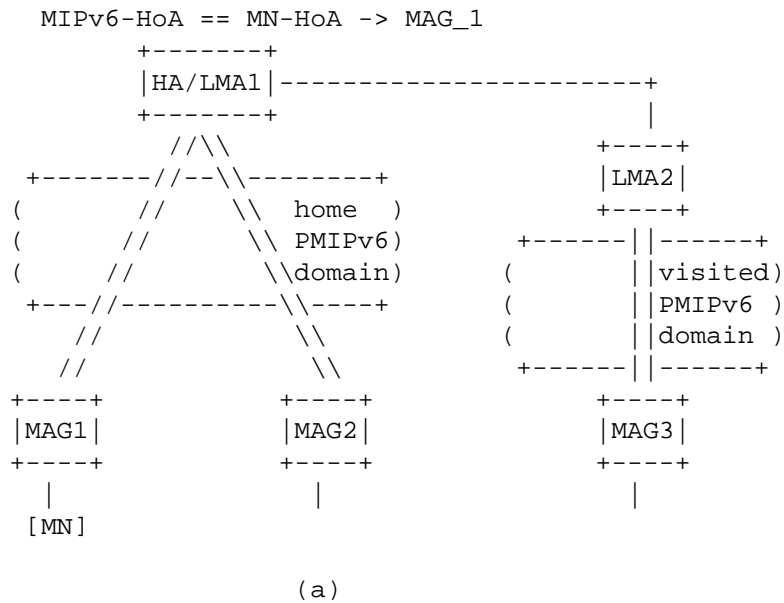 MIPv6-HoA == MN-HoA -> MAG_1
HA/LMA1
LMA2
home
PMIPv6
domain
visited
PMIPv6
domain
MAG1
MAG2
MAG3
[MN]
(a)